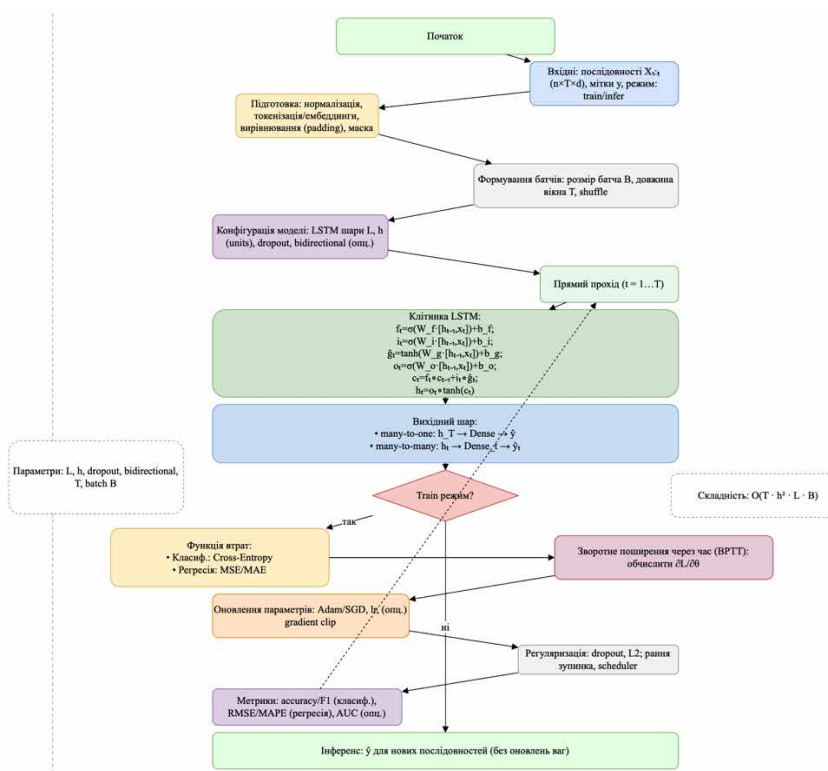 Початок
Вхідні: послідовності X₁:ₜ
(n×T×d), мітки y, режим:
train/infer
Підготовка: нормалізація,
токенізація/ембеддинги,
вирівнювання (padding), маска
Формування батчів: розмір батча B, довжина
вікна T, shuffle
Конфігурація моделі: LSTM шари L, h
(units), dropout, bidirectional (опц.)
Прямий прохід (t = 1…T)
Клітинка LSTM:
fₜ=σ(W_f·[hₜ₋₁,xₜ])+b_f;
iₜ=σ(W_i·[hₜ₋₁,xₜ])+b_i;
ĝₜ=tanh(W_g·[hₜ₋₁,xₜ])+b_g;
oₜ=σ(W_o·[hₜ₋₁,xₜ])+b_o;
cₜ=fₜ∘cₜ₋₁+iₜ∘ĝₜ;
hₜ=oₜ∘tanh(cₜ)
Вихідний шар:
• many-to-one: h_T → Dense → ŷ
• many-to-many: hₜ → Dense_t → ŷₜ
Параметри: L, h, dropout, bidirectional,
T, batch B
Train режим?
Складність: O(T · h² · L · B)
так
Функція втрат:
• Класиф.: Cross-Entropy
• Регресія: MSE/MAE
Зворотне поширення через час (BPTT):
обчислити ∂L/∂θ
Оновлення параметрів: Adam/SGD, lr, (опц.)
gradient clip
ні
Регуляризація: dropout, L2; рання
зупинка, scheduler
Метрики: accuracy/F1 (класиф.),
RMSE/MAPE (регресія), AUC (опц.)
Інференс: ŷ для нових послідовностей (без оновлень ваг)